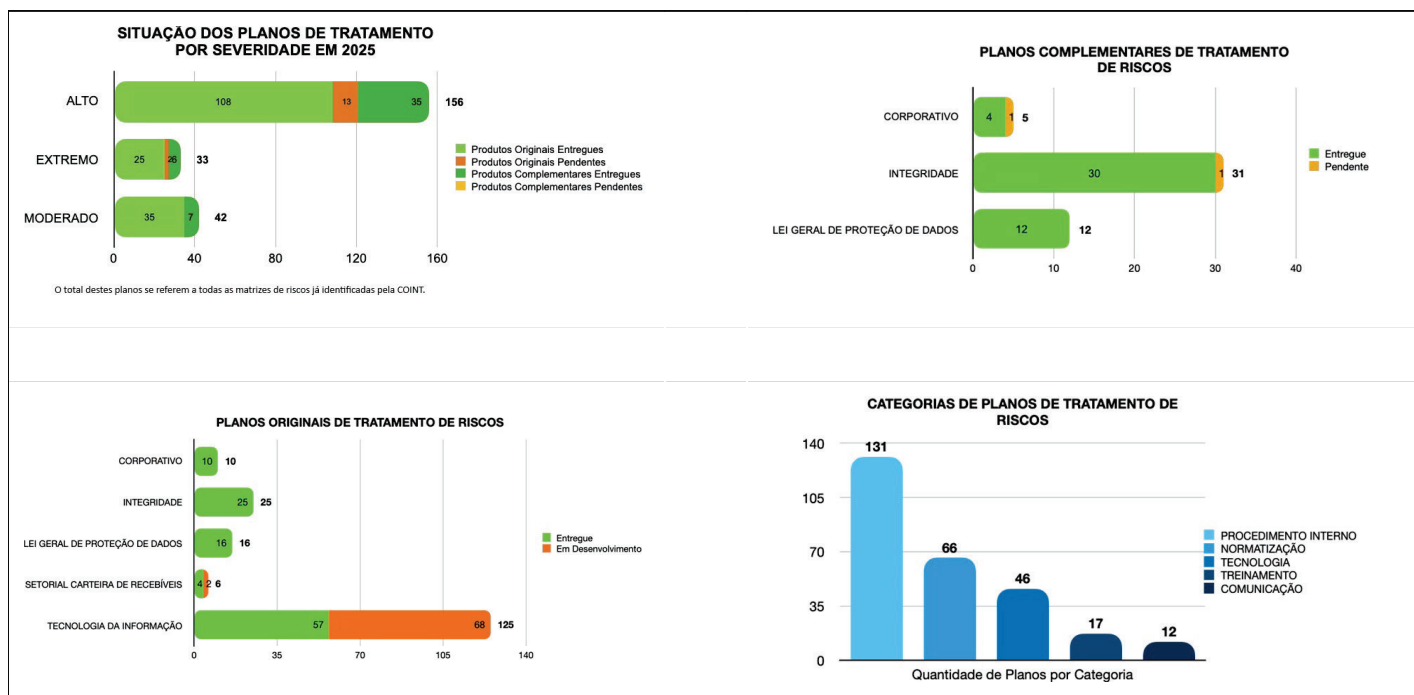 SITUAÇÃO DOS PLANOS DE TRATAMENTO
POR SEVERIDADE EM 2025
0 40 80 120 160
ALTO 108 13 35 156
EXTREMO 25 26 33
MODERADO 35 7 42
0 40 80 120 160
Produtos Originais Entregues
Produtos Originais Pendentes
Produtos Complementares Entregues
Produtos Complementares Pendentes
O total destes planos se referem a todas as matrizes de riscos já identificadas pela COINT.
PLANOS COMPLEMENTARES DE TRATAMENTO
DE RISCOS
CORPORATIVO 4 1 5
INTEGRIDADE 30 1 31
LEI GERAL DE PROTEÇÃO DE DADOS 12 12
0 10 20 30 40
Entregue
Pendente
PLANOS ORIGINAIS DE TRATAMENTO DE RISCOS
CORPORATIVO 10 10
INTEGRIDADE 25 25
LEI GERAL DE PROTEÇÃO DE DADOS 16 16
SETORIAL CARTEIRA DE RECEBÍVEIS 4 2 6
TECNOLOGIA DA INFORMAÇÃO 57 68 125
0 35 70 105 140
Entregue
Em Desenvolvimento
CATEGORIAS DE PLANOS DE TRATAMENTO DE
RISCOS
140
105
70
35
0
131
66
46
17
12
Quantidade de Planos por Categoria
PROCEDIMENTO INTERNO
NORMATIZAÇÃO
TECNOLOGIA
TREINAMENTO
COMUNICAÇÃO